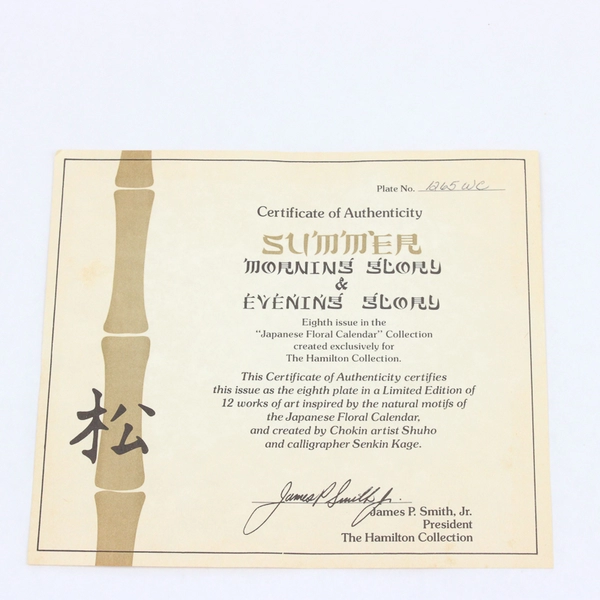 Plate No. 1265 WC
Certificate of Authenticity
SUMMER
MORNING GLORY
&
EVENING GLORY
Eighth issue in the
"Japanese Floral Calendar" Collection
created exclusively for
The Hamilton Collection.
This Certificate of Authenticity certifies
this issue as the eighth plate in a Limited Edition of
12 works of art inspired by the natural motifs of
the Japanese Floral Calendar,
and created by Chokin artist Shuho
and calligrapher Senkin Kage.
松
James P. Smith, Jr.
James P. Smith, Jr.
President
The Hamilton Collection